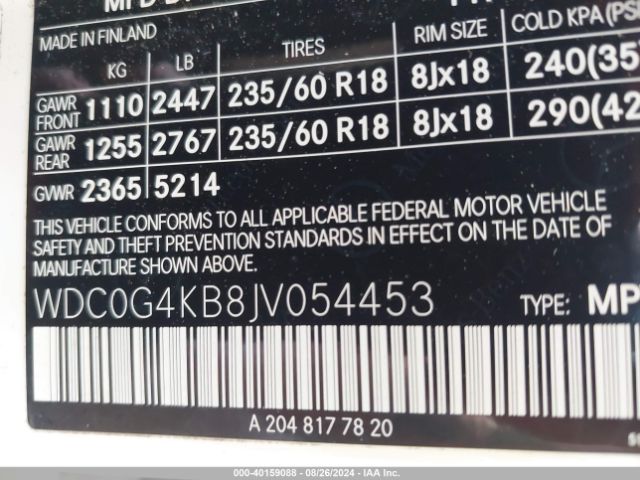 MFD BY
MADE IN FINLAND
KG LB TIRES RIM SIZE COLD KPA(PS
GAWR FRONT 1110 2447 235/60 R18 8Jx18 240(35
GAWR REAR 1255 2767 235/60 R18 8Jx18 290(42
GVWR 2365 5214
THIS VEHICLE CONFORMS TO ALL APPLICABLE FEDERAL MOTOR VEHICLE
SAFETY AND THEFT PREVENTION STANDARDS IN EFFECT ON THE DATE OF
MANUFACTURE SHOWN ABOVE.
WDC0G4KB8JV054453 TYPE: MP
A 204 817 78 20
000-40159088 - 08/26/2024 - IAA Inc.